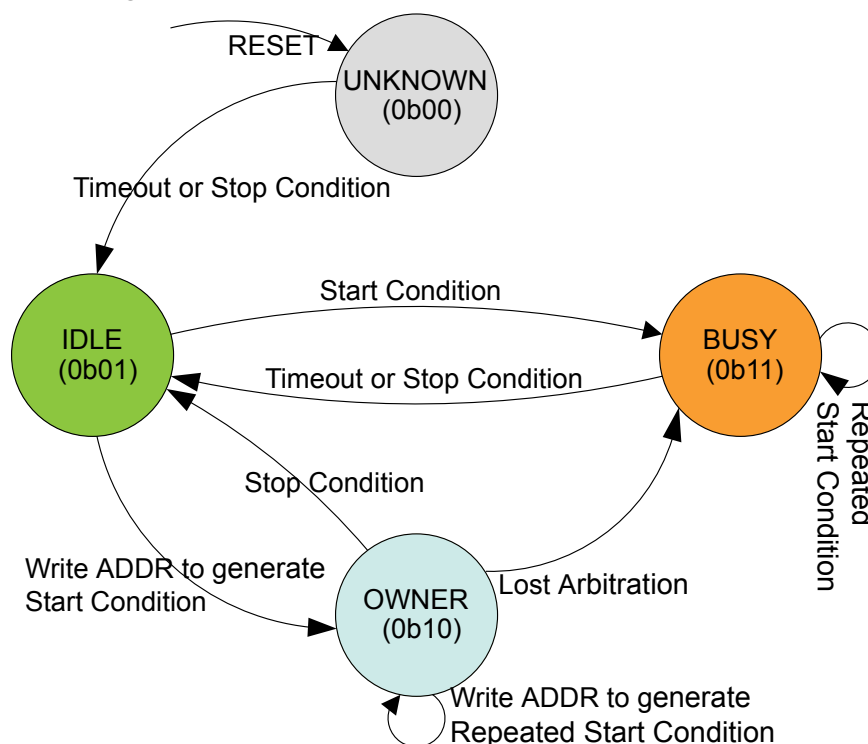 RESET
UNKNOWN
(0b00)
Timeout or Stop Condition
Start Condition
IDLE
(0b01)
BUSY
(0b11)
Timeout or Stop Condition
Repeated
Start Condition
Stop Condition
Write ADDR to generate
Start Condition
Lost Arbitration
OWNER
(0b10)
Write ADDR to generate
Repeated Start Condition